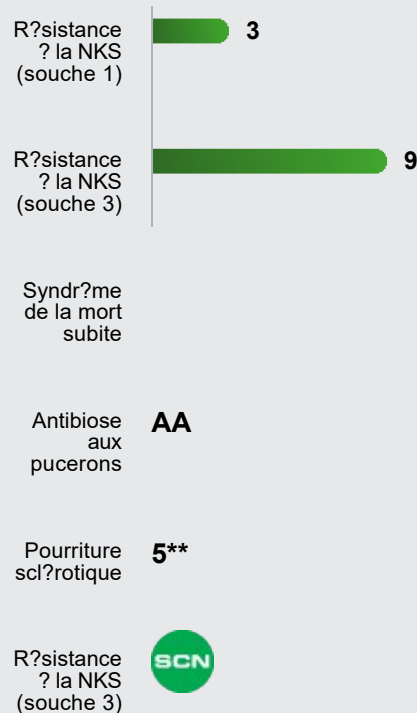 R?sistance
? la NKS
(souche 1)
3
R?sistance
? la NKS
(souche 3)
9
Syndr?me
de la mort
subite
Antibiose
aux
pucerons
AA
Pourriture
scl?rotique
5**
R?sistance
? la NKS
(souche 3)
SCN